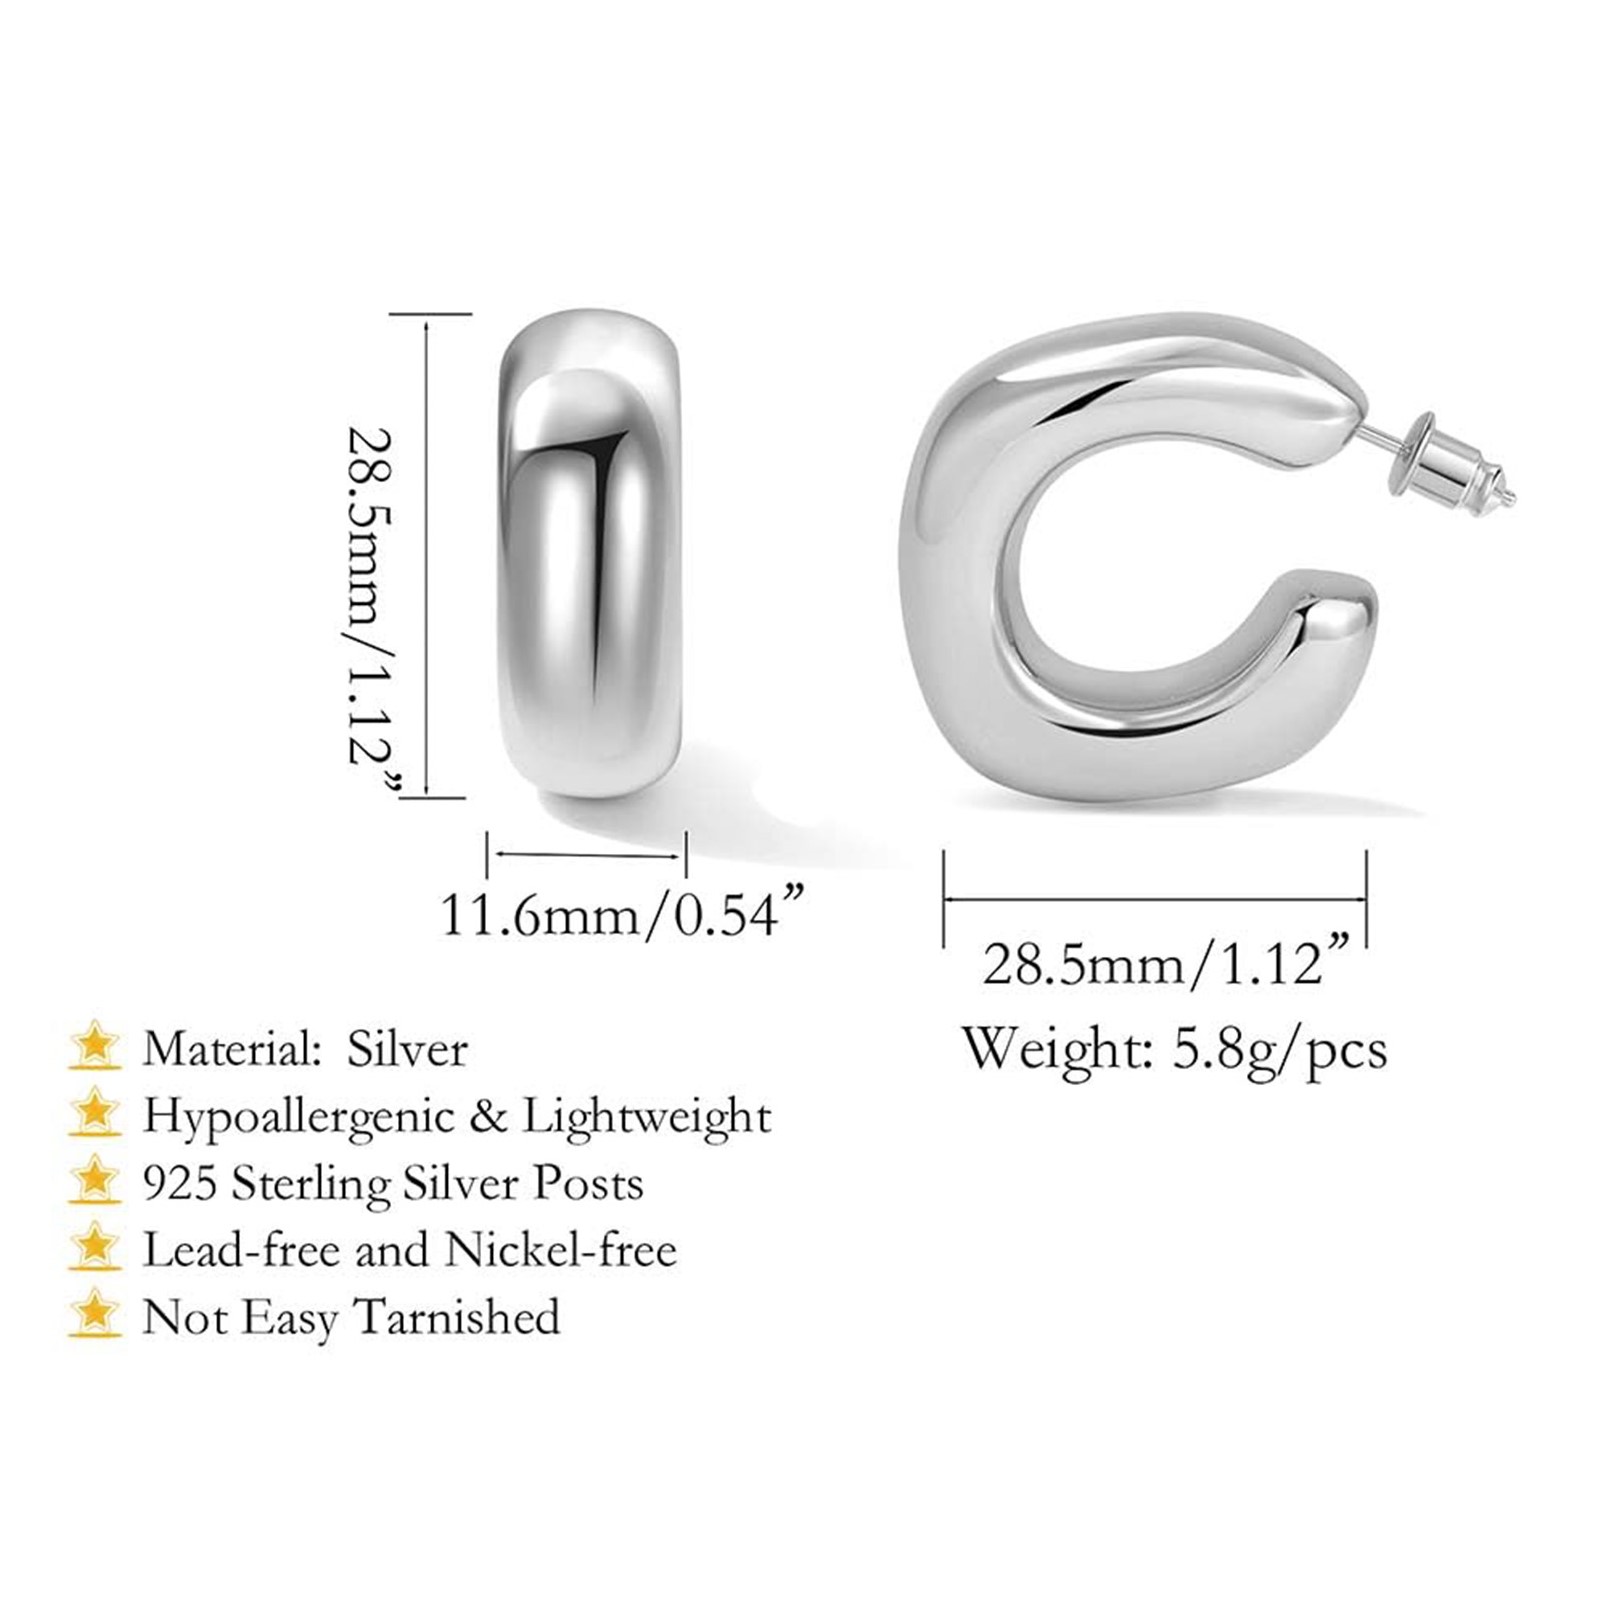 28.5mm/1.12”
11.6mm/0.54”
28.5mm/1.12”
Weight: 5.8g/pcs
Material: Silver
Hypoallergenic & Lightweight
925 Sterling Silver Posts
Lead-free and Nickel-free
Not Easy Tarnished